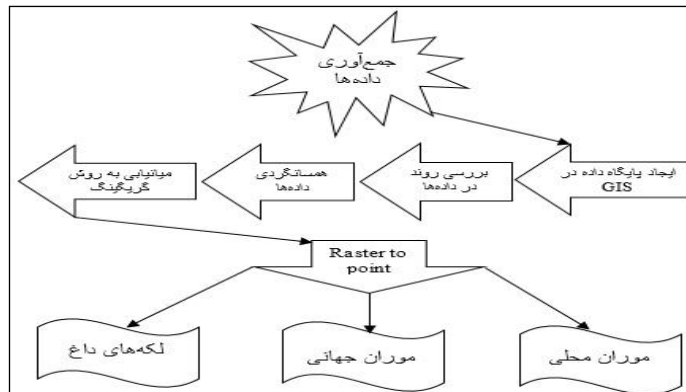 جمع‌آوری
داده‌ها
ایجاد پایگاه داده در
GIS
بررسی روند
در داده‌ها
همسانگردی
داده‌ها
میانیابی به روش
کریگینگ
Raster to
point
موران محلی
موران جهانی
لکه‌های داغ